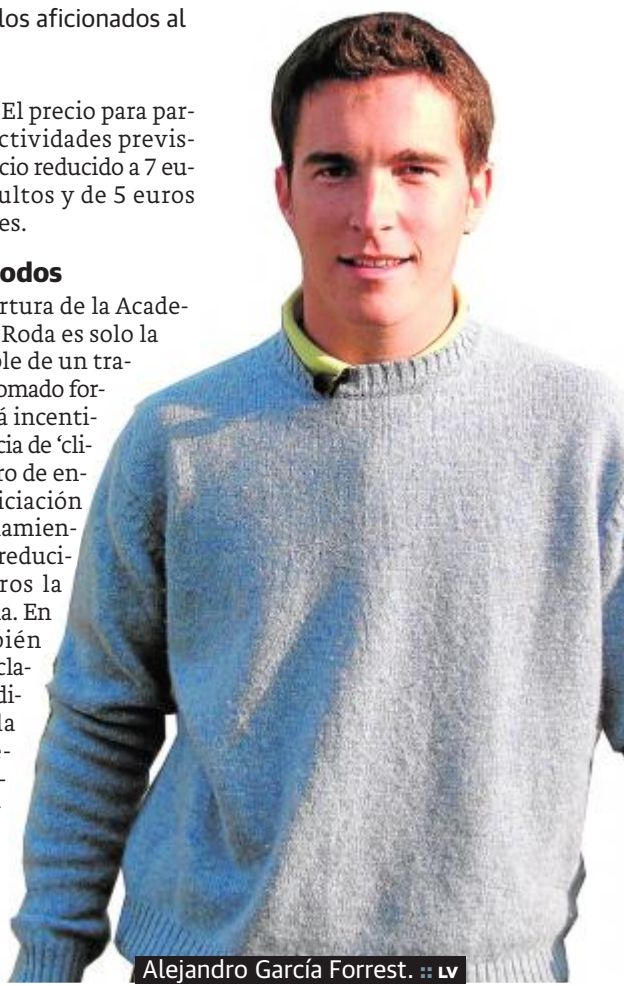 los aficionados al
El precio para par-
ctividades previs-
cio reducido a 7 eu-
ultos y de 5 euros
es.
odos
rtura de la Acade-
Roda es solo la
ble de un tra-
omado for-
á incenti-
cia de ‘cli-
ro de en-
iciación
amien-
reduci-
ros la
a. En
bién
cla-
di-
la
e-
-
Alejandro García Forrest. :: LV